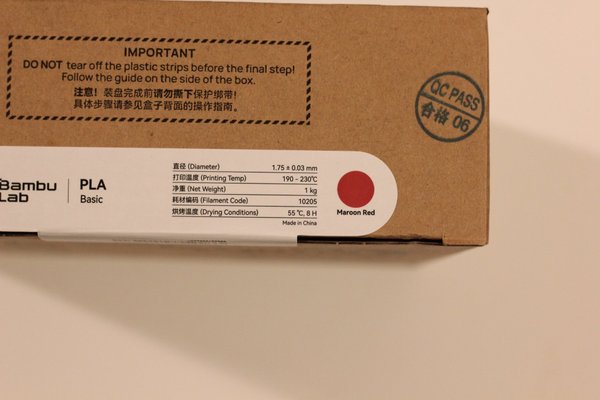 IMPORTANT
DO NOT tear off the plastic strips before the final step!
Follow the guide on the side of the box.
注意！装盘完成前请勿撕下保护绑带！
具体步骤请参见盒子背面的操作指南。
QC PASS
合格 06
Bambu
Lab
PLA
Basic
直径 (Diameter) 1.75 ± 0.03 mm
打印温度 (Printing Temp) 190 - 230℃
净重 (Net Weight) 1 kg
耗材编码 (Filament Code) 10205
烘烤温度 (Drying Conditions) 55 ℃, 8 H
Made in China
Maroon Red